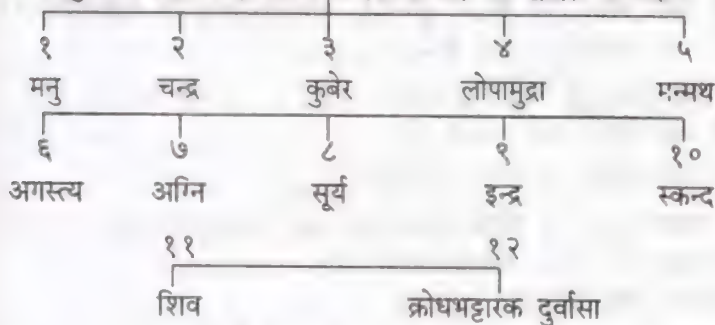 १ २ ३ ४ ५
मनु चन्द्र कुबेर लोपामुद्रा मन्मथ
६ ७ ८ ९ १०
अगस्त्य अग्नि सूर्य इन्द्र स्कन्द
११ १२
शिव क्रोधभट्टारक दुर्वासा